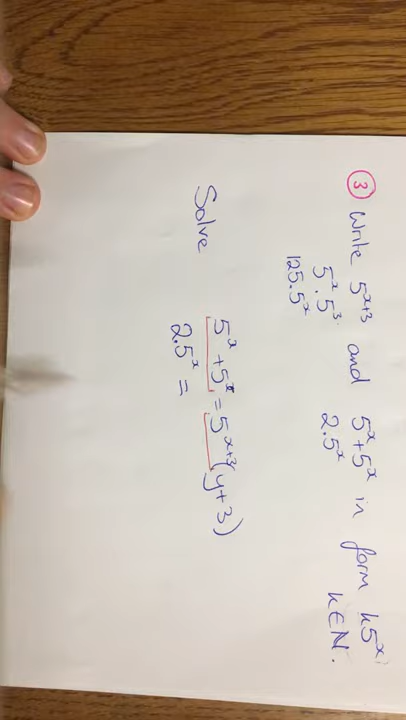 ③ Write 5^{x+3} and 5^x + 5^x in form k5^x,
5^x . 5^3. 2.5^x k∈N.
125.5^x
Solve 5^x + 5^x = 5^{x+3}(y+3)
2.5^x =